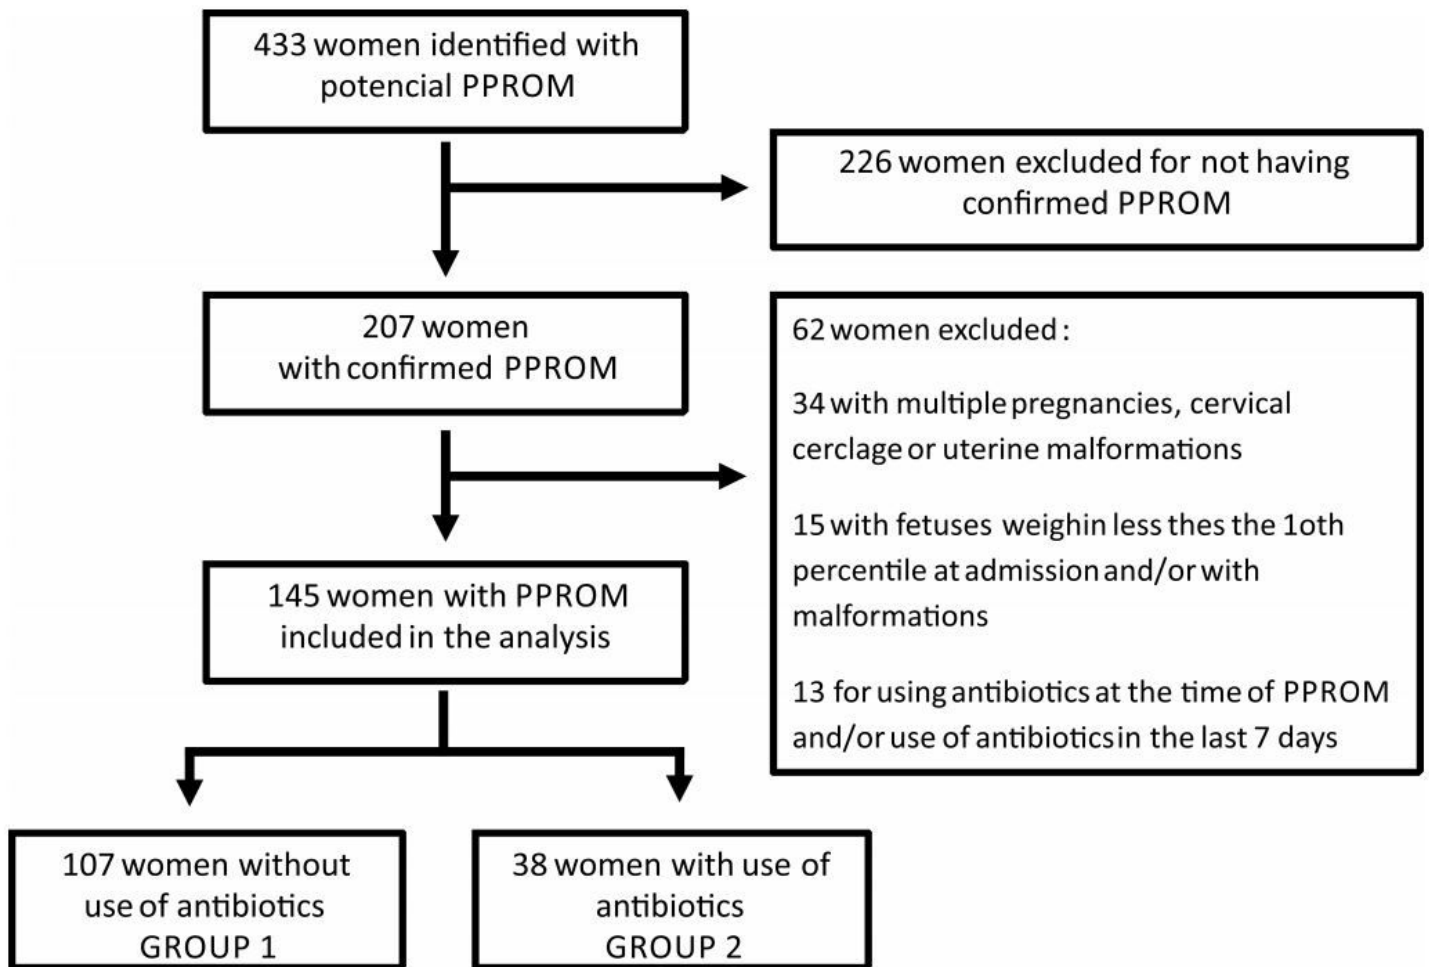 433 women identified with
potencial PPROM
226 women excluded for not having
confirmed PPROM
207 women
with confirmed PPROM
62 women excluded :
34 with multiple pregnancies, cervical
cerclage or uterine malformations
15 with fetuses weighin less thes the 1oth
percentile at admission and/or with
malformations
13 for using antibiotics at the time of PPROM
and/or use of antibiotics in the last 7 days
145 women with PPROM
included in the analysis
107 women without
use of antibiotics
GROUP 1
38 women with use of
antibiotics
GROUP 2